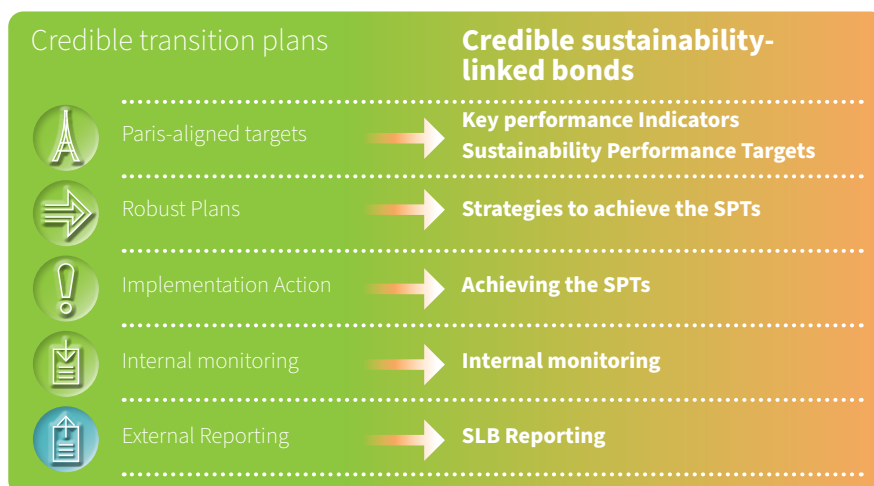 Credible transition plans
Credible sustainability-
linked bonds
Paris-aligned targets
Key performance Indicators
Sustainability Performance Targets
Robust Plans
Strategies to achieve the SPTs
Implementation Action
Achieving the SPTs
Internal monitoring
Internal monitoring
External Reporting
SLB Reporting